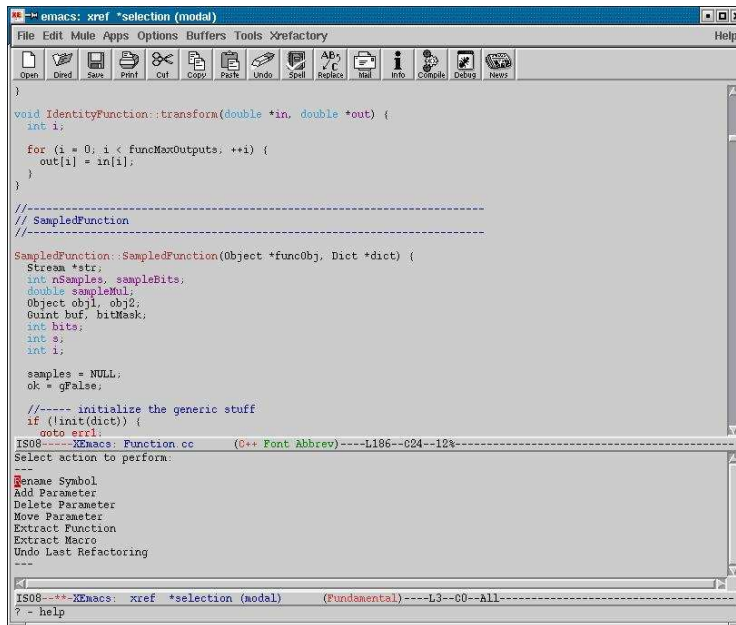 emacs: xref *selection (modal)
File Edit Mule Apps Options Buffers Tools Xrefactory Help
Open Dired Save Print Cut Copy Paste Undo Spell Replace Mail Info Compile Debug News
}
void IdentityFunction::transform(double *in, double *out) {
int i;
for (i = 0; i < funcMaxOutputs; ++i) {
out[i] = in[i];
}
}
//------------------------------------------------------------------------
// SampledFunction
//------------------------------------------------------------------------
SampledFunction::SampledFunction(Object *funcObj, Dict *dict) {
Stream *str;
int nSamples, sampleBits;
double sampleMul;
Object obj1, obj2;
Guint buf, bitMask;
int bits;
int s;
int i;
samples = NULL;
ok = gFalse;
//----- initialize the generic stuff
if (!init(dict)) {
goto err1;
ISO8-----XEmacs: Function.cc (C++ Font Abbrev)----L186--C24--12%------------------------------------------
Select action to perform:
---
Rename Symbol
Add Parameter
Delete Parameter
Move Parameter
Extract Function
Extract Macro
Undo Last Refactoring
---
ISO8--**-XEmacs: xref *selection (modal) (Fundamental)----L3--C0--All------------------------------------
? - help